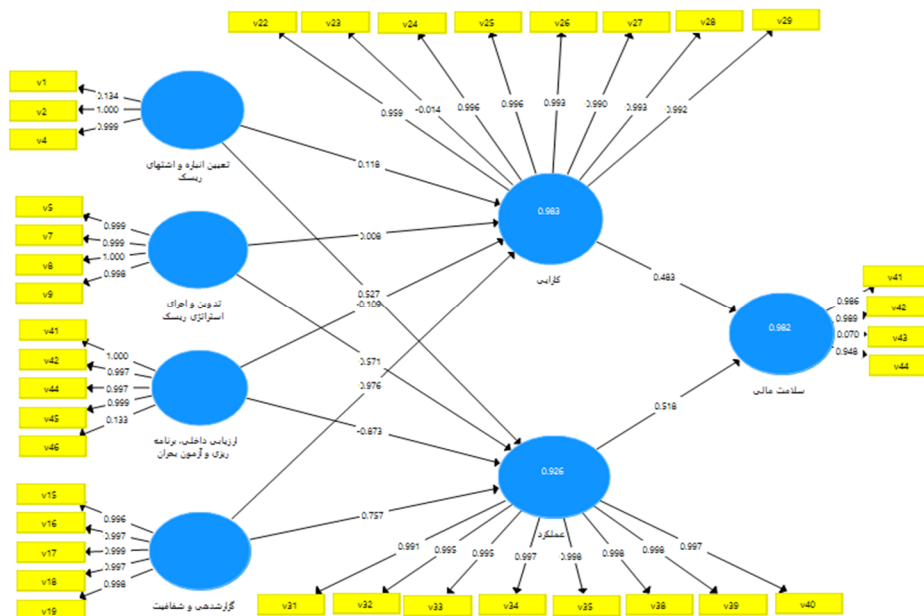 v22 v23 v24 v25 v26 v27 v28 v29
0.959 -0.014 0.996 0.996 0.993 0.990 0.993 0.992
v1
v2
v4
0.134
1.000
0.999
تعیین انباره و اشتهای
ریسک
0.118
0.527
v5
v7
v8
v9
0.999
0.999
1.000
0.998
تدوین و اجرای
استراتژی ریسک
0.008
0.571
v41
v42
v44
v45
v46
1.000
0.997
0.997
0.999
0.133
ارزیابی داخلی، برنامه
ریزی و آزمون بحران
-0.109
-0.873
v15
v16
v17
v18
v19
0.996
0.997
0.999
0.997
0.998
گزارشدهی و شفافیت
0.976
0.757
0.983
کارایی
0.483
0.926
عملکرد
0.518
0.982
سلامت مالی
0.986
0.989
0.070
0.948
v41
v42
v43
v44
0.991 0.995 0.995 0.997 0.998 0.998 0.998 0.997
v31 v32 v33 v34 v35 v38 v39 v40